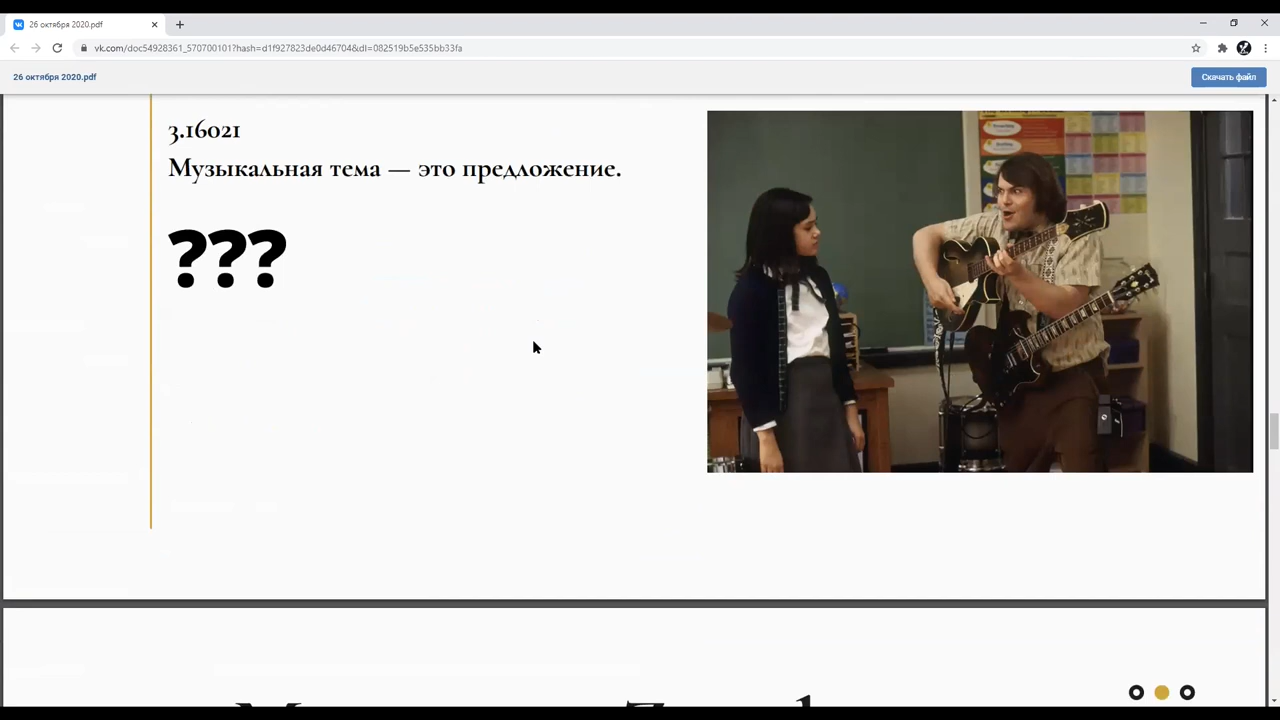 26 октября 2020.pdf
vk.com/doc54928361_570700101?hash=d1f927823de0d46704&dl=082519b5e535bb33fa
26 октября 2020.pdf
Скачать файл
3.16021
Музыкальная тема — это предложение.
???